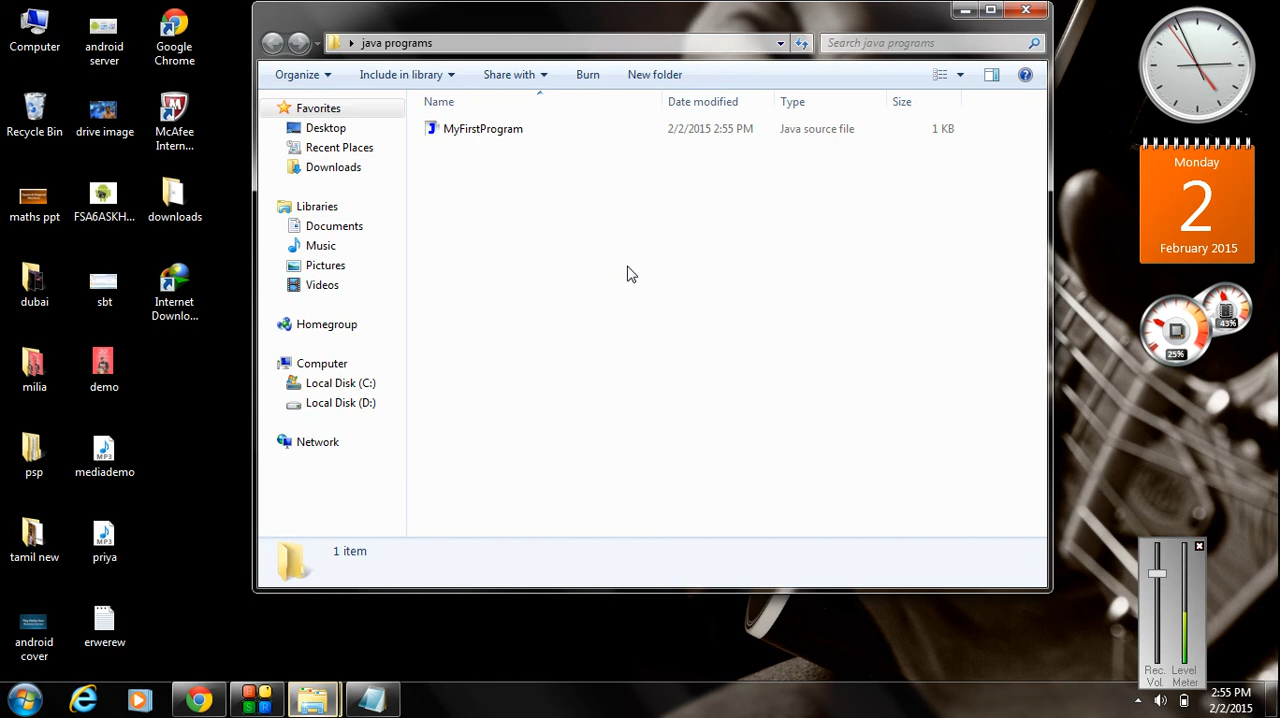 Computer
android
server
Google
Chrome
Recycle Bin
drive image
McAfee
Intern...
maths ppt
FSA6ASKH...
downloads
dubai
sbt
Internet
Downlo...
milia
demo
psp
mediademo
tamil new
priya
android
cover
erwerew
java programs
Search java programs
Organize
Include in library
Share with
Burn
New folder
Name
Date modified
Type
Size
MyFirstProgram
2/2/2015 2:55 PM
Java source file
1 KB
Favorites
Desktop
Recent Places
Downloads
Libraries
Documents
Music
Pictures
Videos
Homegroup
Computer
Local Disk (C:)
Local Disk (D:)
Network
1 item
Monday
2
February 2015
43%
25%
Rec.
Vol.
Level
Meter
B
S R
2:55 PM
2/2/2015